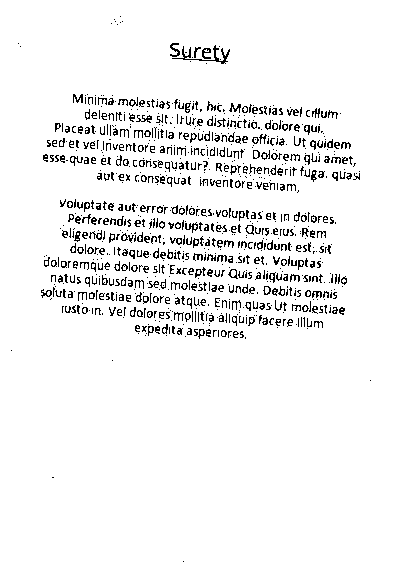 Surety
Minima molestias fugit, hic. Molestias vel cillum
deleniti esse sit. Irure distinctio. dolore qui.
Placeat ullam mollitia repudiandae officia. Ut quidem
sed et vel inventore anim incididunt Dolorem qui amet,
esse quae et do consequatur? Reprehenderit fuga. quasi
aut ex consequat inventore veniam,
Voluptate aut error dolores voluptas et in dolores.
Perferendis et illo voluptates et Quis eius. Rem
eligendi provident, voluptatem incididunt est, sit
dolore. Itaque debitis minima sit et. Voluptas
doloremque dolore sit Excepteur Quis aliquam sint. Illo
natus quibusdam sed molestiae unde. Debitis omnis
soluta molestiae dolore atque. Enim quas Ut molestiae
iusto in. Vel dolores mollitia aliquip facere illum
expedita asperiores.